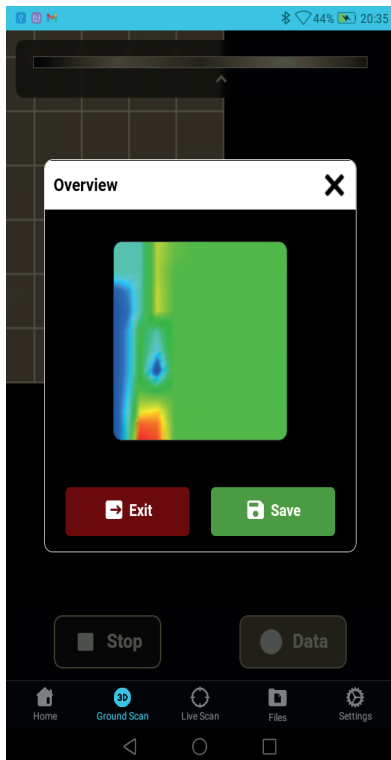 44% 20:35
Overview
Exit Save
Stop Data
3D
Home Ground Scan Live Scan Files Settings